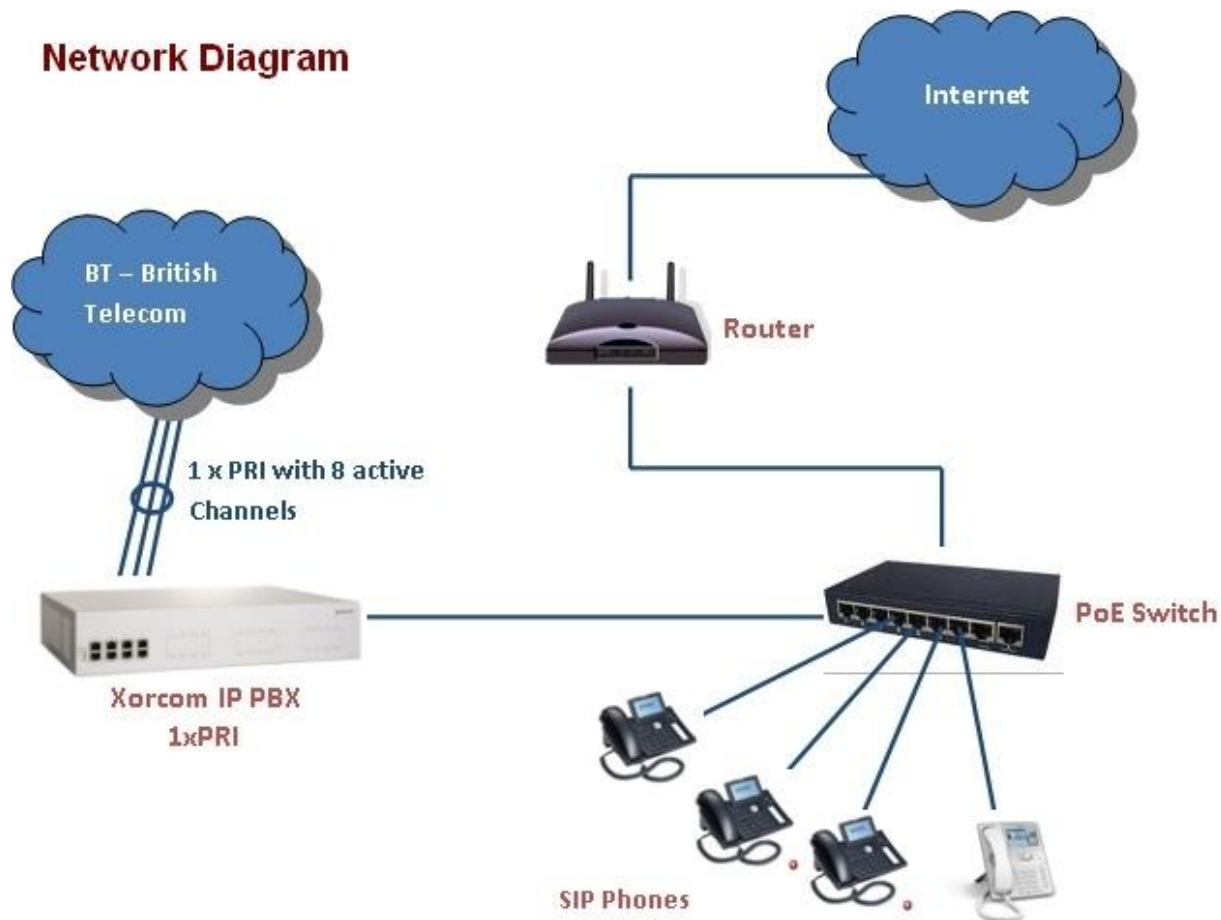 Network Diagram
Internet
BT – British
Telecom
Router
1 x PRI with 8 active
Channels
PoE Switch
Xorcom IP PBX
1xPRI
SIP Phones